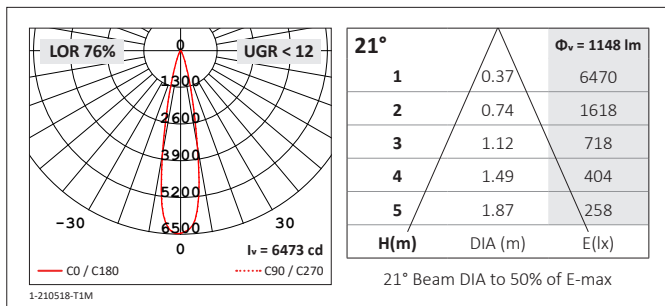 LOR 76%
0
UGR < 12
1300
2600
3900
5200
6500
−30
30
0
Iᵥ = 6473 cd
C0 / C180
C90 / C270
1-210518-T1M
21°
Φᵥ = 1148 lm
1 0.37 6470
2 0.74 1618
3 1.12 718
4 1.49 404
5 1.87 258
H(m) DIA (m) E(lx)
21° Beam DIA to 50% of E-max